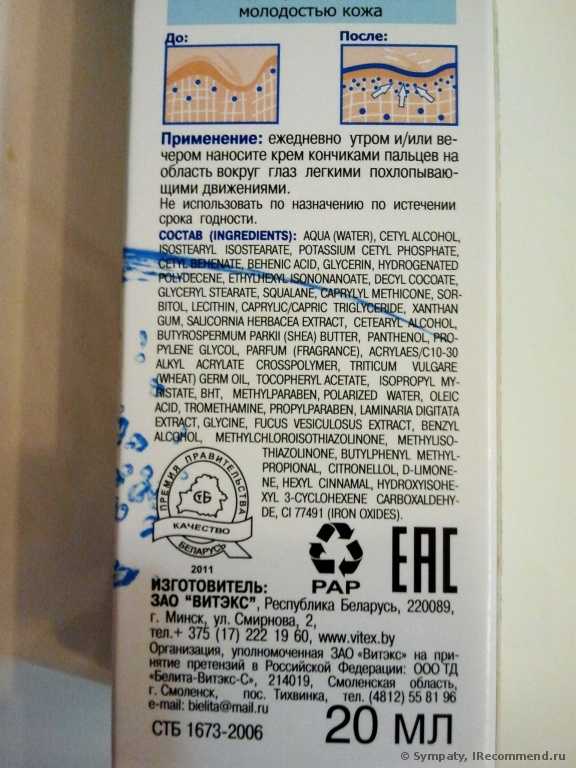 молодостью кожа
До:
После:
Применение: ежедневно утром и/или ве-
чером наносите крем кончиками пальцев на
область вокруг глаз легкими похлопываю-
щими движениями.
Не использовать по назначению по истечении
срока годности.
СОСТАВ (INGREDIENTS): AQUA (WATER), CETYL ALCOHOL,
ISOSTEARYL ISOSTEARATE, POTASSIUM CETYL PHOSPHATE,
CETYL BEHENATE, BEHENIC ACID, GLYCERIN, HYDROGENATED
POLYDECENE, ETHYLHEXYL ISONONANOATE, DECYL COCOATE,
GLYCERYL STEARATE, SQUALANE, CAPRYLYL METHICONE, SOR-
BITOL, LECITHIN, CAPRYLIC/CAPRIC TRIGLYCERIDE, XANTHAN
GUM, SALICORNIA HERBACEA EXTRACT, CETEARYL ALCOHOL,
BUTYROSPERMUM PARKII (SHEA) BUTTER, PANTHENOL, PRO-
PYLENE GLYCOL, PARFUM (FRAGRANCE), ACRYLAES/C10-30
ALKYL ACRYLATE CROSSPOLYMER, TRITICUM VULGARE
(WHEAT) GERM OIL, TOCOPHERYL ACETATE, ISOPROPYL MY-
RISTATE, BHT, METHYLPARABEN, POLARIZED WATER, OLEIC
ACID, TROMETHAMINE, PROPYLPARABEN, LAMINARIA DIGITATA
EXTRACT, GLYCINE, FUCUS VESICULOSUS EXTRACT, BENZYL
ALCOHOL, METHYLCHLOROISOTHIAZOLINONE, METHYLISO-
THIAZOLINONE, BUTYLPHENYL METHYL-
PROPIONAL, CITRONELLOL, D-LIMONE-
NE, HEXYL CINNAMAL, HYDROXYISOHE-
XYL 3-CYCLOHEXENE CARBOXALDEHY-
DE, CI 77491 (IRON OXIDES).
ПРЕМИЯ ПРАВИТЕЛЬСТВА
СТБ
КАЧЕСТВО
БЕЛАРУСЬ
2011
PAP
EAC
ИЗГОТОВИТЕЛЬ:
ЗАО "ВИТЭКС", Республика Беларусь, 220089,
г. Минск, ул. Смирнова, 2,
тел.+ 375 (17) 222 19 60, www.vitex.by
Организация, уполномоченная ЗАО «Витэкс» на при-
нятие претензий в Российской Федерации: ООО ТД
«Белита-Витэкс-С», 214019, Смоленская область,
г. Смоленск, пос. Тихвинка, тел. (4812) 55 81 96
e-mail: bielita@mail.ru
СТБ 1673-2006
20 МЛ
© Sympaty, IRecommend.ru